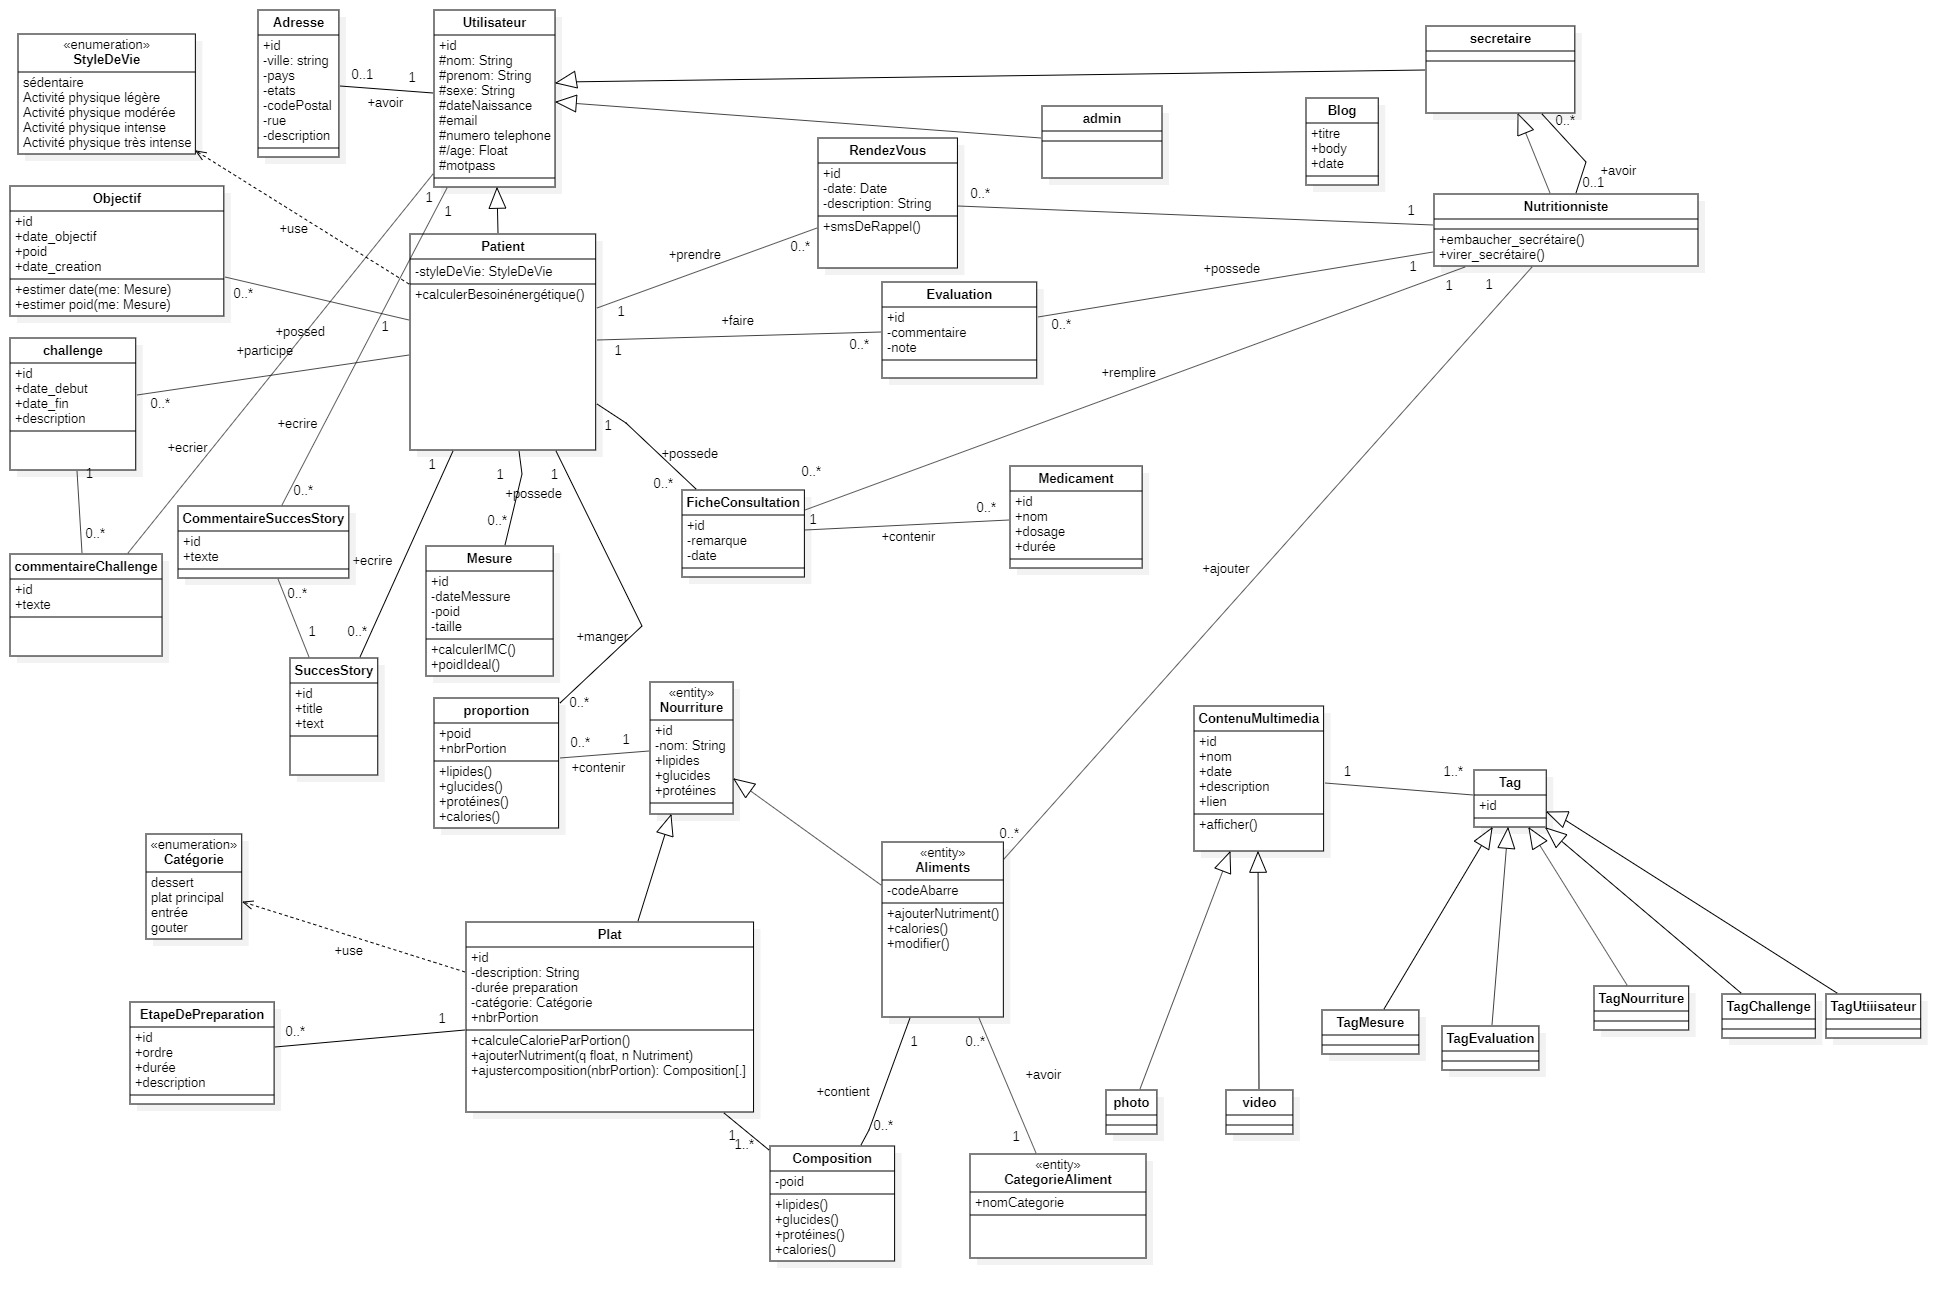 «enumeration»
StyleDeVie
sédentaire
Activité physique légère
Activité physique modérée
Activité physique intense
Activité physique très intense
Adresse
+id
-ville: string
-pays
-etats
-codePostal
-rue
-description
0..1
1
+avoir
Utilisateur
+id
#nom: String
#prenom: String
#sexe: String
#dateNaissance
#email
#numero telephone
#/age: Float
#motpass
1
1
secretaire
0..*
+avoir
0..1
admin
Blog
+titre
+body
+date
RendezVous
+id
-date: Date
-description: String
+smsDeRappel()
0..*
1
Nutritionniste
+embaucher_secrétaire()
+virer_secrétaire()
Objectif
+id
+date_objectif
+poid
+date_creation
+estimer date(me: Mesure)
+estimer poid(me: Mesure)
+use
0..*
+possed
1
Patient
-styleDeVie: StyleDeVie
+calculerBesoinénergétique()
+prendre
0..*
1
+possede
1
0..*
1
1
Evaluation
+id
-commentaire
-note
+faire
1
0..*
challenge
+id
+date_debut
+date_fin
+description
+participe
0..*
1
0..*
+ecrier
+ecrire
0..*
+remplire
0..*
1
+possede
0..*
FicheConsultation
+id
-remarque
-date
1
0..*
+contenir
Medicament
+id
+nom
+dosage
+durée
commentaireChallenge
+id
+texte
CommentaireSuccesStory
+id
+texte
0..*
1
1
+ecrire
0..*
SuccesStory
+id
+title
+text
1
+possede
0..*
Mesure
+id
-dateMessure
-poid
-taille
+calculerIMC()
+poidIdeal()
1
+manger
0..*
proportion
+poid
+nbrPortion
+lipides()
+glucides()
+protéines()
+calories()
0..*
1
+contenir
«entity»
Nourriture
+id
-nom: String
+lipides
+glucides
+protéines
+ajouter
0..*
«entity»
Aliments
-codeAbarre
+ajouterNutriment()
+calories()
+modifier()
ContenuMultimedia
+id
+nom
+date
+description
+lien
+afficher()
1
1..*
Tag
+id
«enumeration»
Catégorie
dessert
plat principal
entrée
gouter
+use
Plat
+id
-description: String
-durée preparation
-catégorie: Catégorie
+nbrPortion
+calculeCalorieParPortion()
+ajouterNutriment(q float, n Nutriment)
+ajustercomposition(nbrPortion): Composition[.]
EtapeDePreparation
+id
+ordre
+durée
+description
0..*
1
1
1..*
1
+contient
0..*
Composition
-poid
+lipides()
+glucides()
+protéines()
+calories()
0..*
+avoir
1
«entity»
CategorieAliment
+nomCategorie
photo
video
TagMesure
TagEvaluation
TagNourriture
TagChallenge
TagUtiiisateur